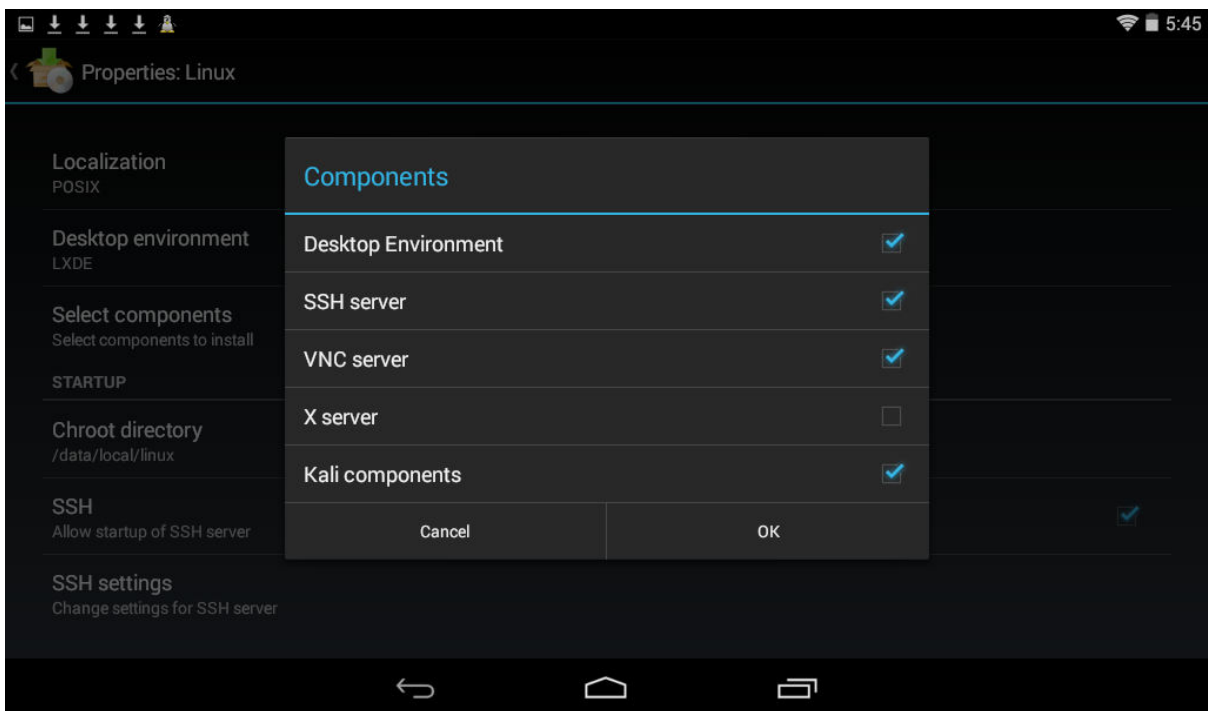 5:45
Properties: Linux
Localization
POSIX
Desktop environment
LXDE
Select components
Select components to install
STARTUP
Chroot directory
/data/local/linux
SSH
Allow startup of SSH server
SSH settings
Change settings for SSH server
Components
Desktop Environment
SSH server
VNC server
X server
Kali components
Cancel
OK